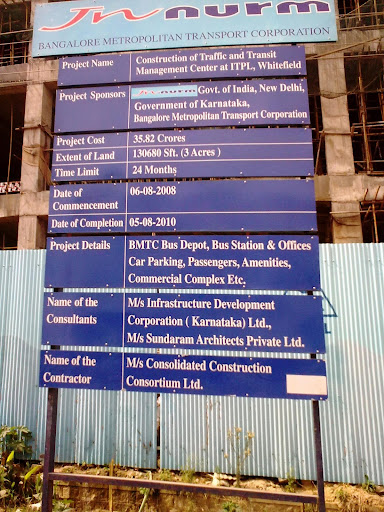 Jn nurm
BANGALORE METROPOLITAN TRANSPORT CORPORATION
Project Name Construction of Traffic and Transit
Management Center at ITPL, Whitefield
Project Sponsors Jn nurm Govt. of India, New Delhi,
Government of Karnataka,
Bangalore Metropolitan Transport Corporation
Project Cost 35.82 Crores
Extent of Land 130680 Sft. (3 Acres )
Time Limit 24 Months
Date of Commencement 06-08-2008
Date of Completion 05-08-2010
Project Details BMTC Bus Depot, Bus Station & Offices
Car Parking, Passengers, Amenities,
Commercial Complex Etc.
Name of the M/s Infrastructure Development
Consultants Corporation ( Karnataka) Ltd.,
M/s Sundaram Architects Private Ltd.
Name of the M/s Consolidated Construction
Contractor Consortium Ltd.